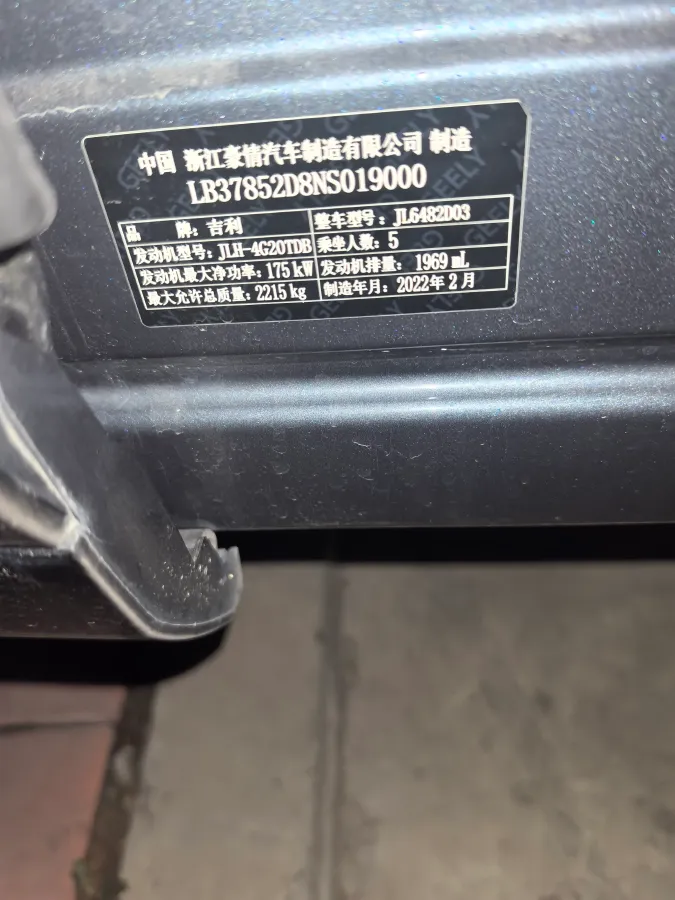 中国 浙江豪情汽车制造有限公司 制造
LB37852D8NS019000
品 牌：吉利 整车型号：JL6482D03
发动机型号：JLH-4G20TDB 乘坐人数：5
发动机最大净功率：175 kW 发动机排量：1969 mL
最大允许总质量：2215 kg 制造年月：2022年 2 月
GEELY